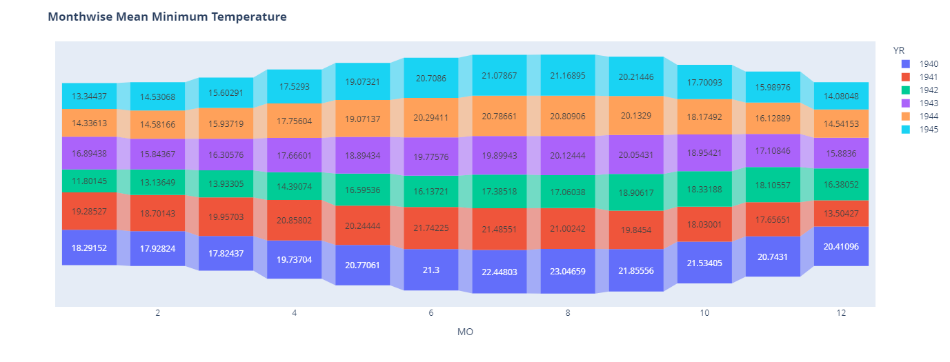 Monthwise Mean Minimum Temperature
YR
1940
1941
1942
1943
1944
1945
13.34437 14.53068 15.60291 17.5293 19.07321 20.7086 21.07867 21.16895 20.21446 17.70093 15.98976 14.08048
14.33613 14.58166 15.93719 17.75604 19.07137 20.29411 20.78661 20.80906 20.1329 18.17492 16.12889 14.54153
16.89438 15.84367 16.30576 17.66601 18.89434 19.77576 19.89943 20.12444 20.05431 18.95421 17.10846 15.8836
11.80145 13.13649 13.93305 14.39074 16.59536 16.13721 17.38518 17.06038 18.90617 18.33188 18.10557 16.38052
19.28527 18.70143 19.95703 20.85802 20.24444 21.74225 21.48551 21.00242 19.8454 18.03001 17.65651 13.50427
18.29152 17.92824 17.82437 19.73704 20.77061 21.3 22.44803 23.04659 21.85556 21.53405 20.7431 20.41096
2 4 6 8 10 12
MO